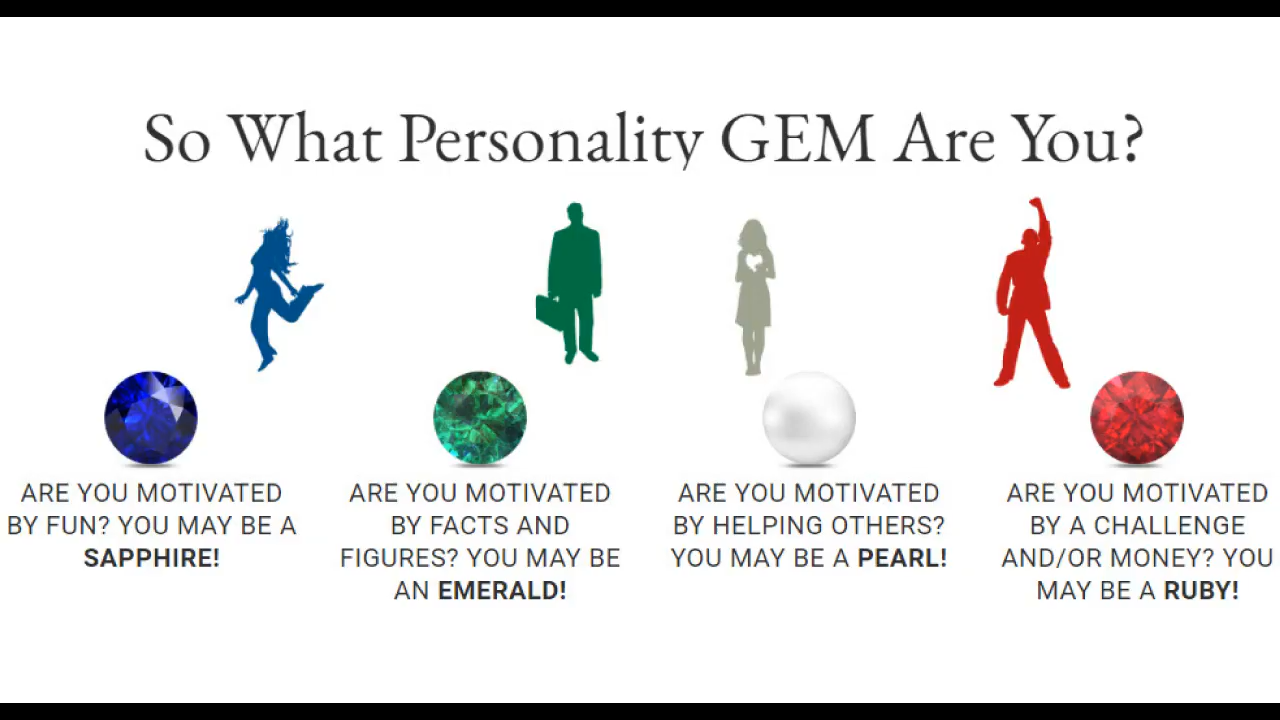 So What Personality GEM Are You?
ARE YOU MOTIVATED
BY FUN? YOU MAY BE A
SAPPHIRE!
ARE YOU MOTIVATED
BY FACTS AND
FIGURES? YOU MAY BE
AN EMERALD!
ARE YOU MOTIVATED
BY HELPING OTHERS?
YOU MAY BE A PEARL!
ARE YOU MOTIVATED
BY A CHALLENGE
AND/OR MONEY? YOU
MAY BE A RUBY!